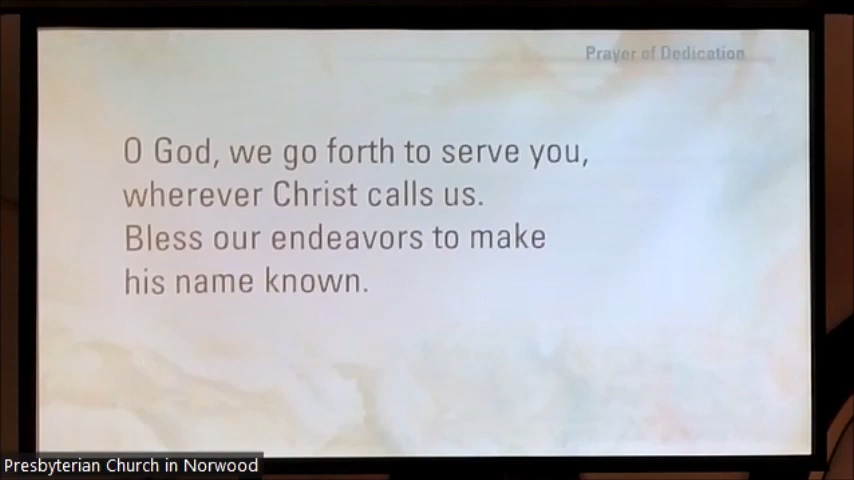 Prayer of Dedication
O God, we go forth to serve you,
wherever Christ calls us.
Bless our endeavors to make
his name known.
Presbyterian Church in Norwood